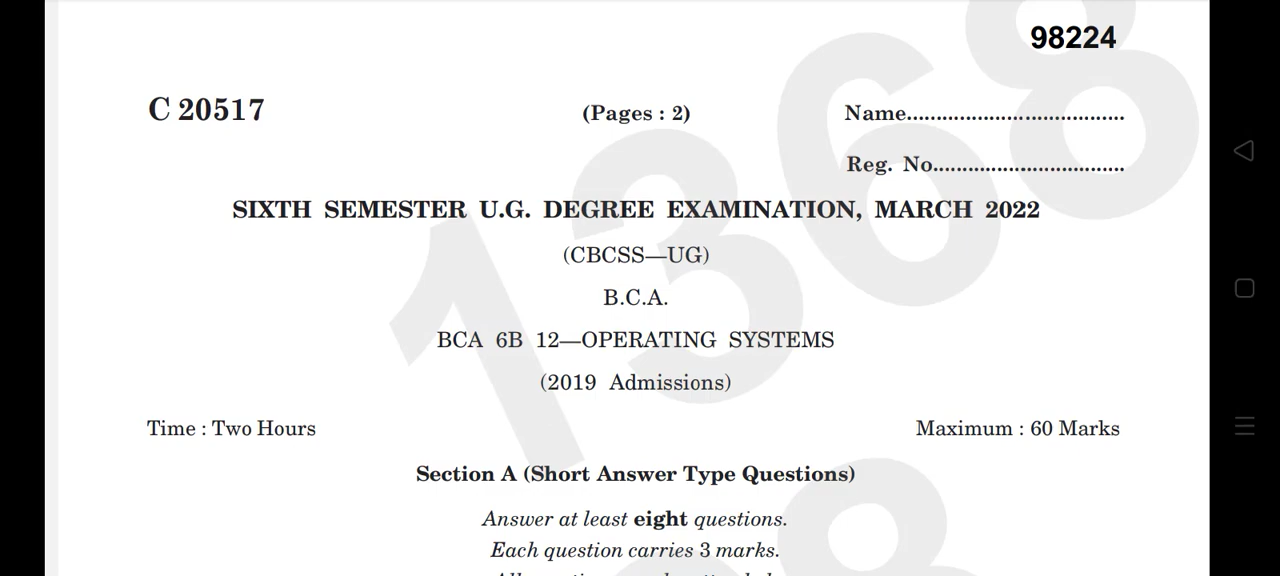 98224
C 20517 (Pages : 2) Name.....................................
Reg. No.................................
SIXTH SEMESTER U.G. DEGREE EXAMINATION, MARCH 2022
(CBCSS—UG)
B.C.A.
BCA 6B 12—OPERATING SYSTEMS
(2019 Admissions)
Time : Two Hours Maximum : 60 Marks
Section A (Short Answer Type Questions)
Answer at least eight questions.
Each question carries 3 marks.